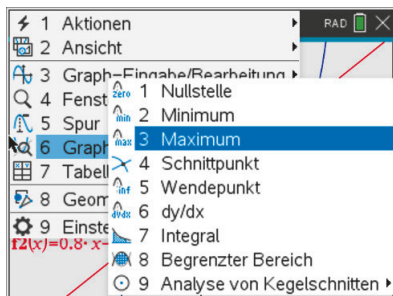 1 Aktionen
RAD
2 Ansicht
3 Graph-Eingabe/Bearbeitung
4 Fenst
5 Spur
6 Graph
7 Tabell
8 Geom
9 Einste
zero 1 Nullstelle
min 2 Minimum
max 3 Maximum
4 Schnittpunkt
inf 5 Wendepunkt
dy/dx 6 dy/dx
7 Integral
8 Begrenzter Bereich
9 Analyse von Kegelschnitten
f2(x)=0.8·x-